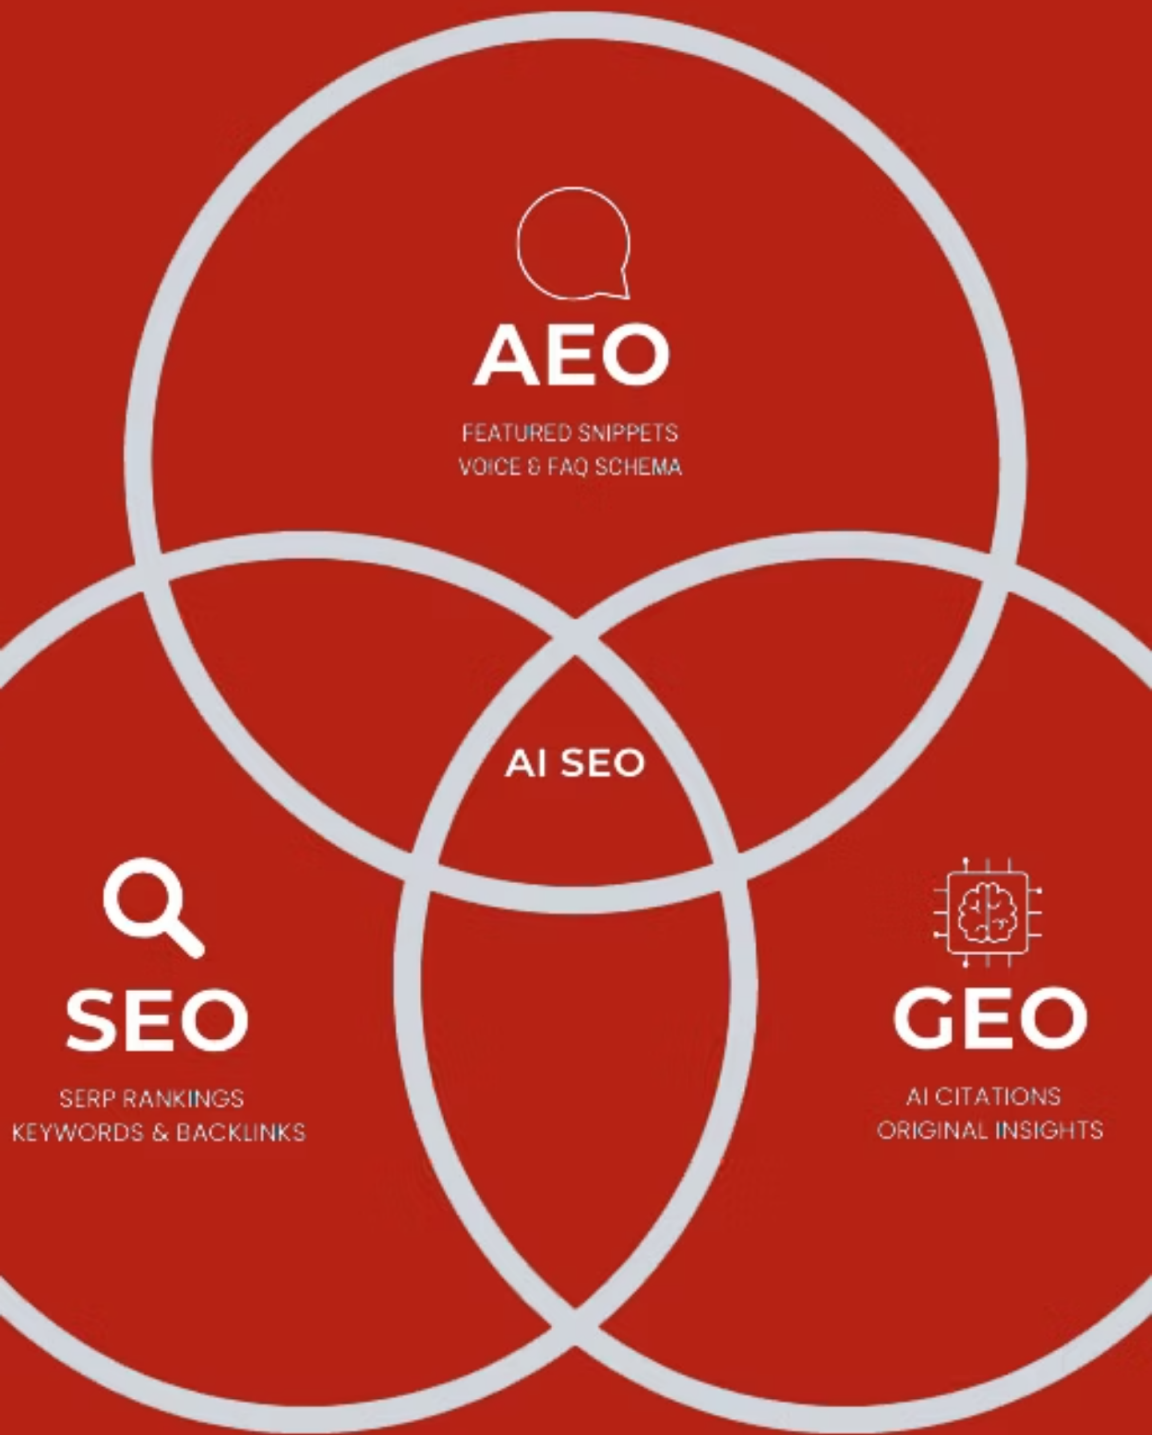 AEO
FEATURED SNIPPETS
VOICE & FAQ SCHEMA
AI SEO
SEO
SERP RANKINGS
KEYWORDS & BACKLINKS
GEO
AI CITATIONS
ORIGINAL INSIGHTS